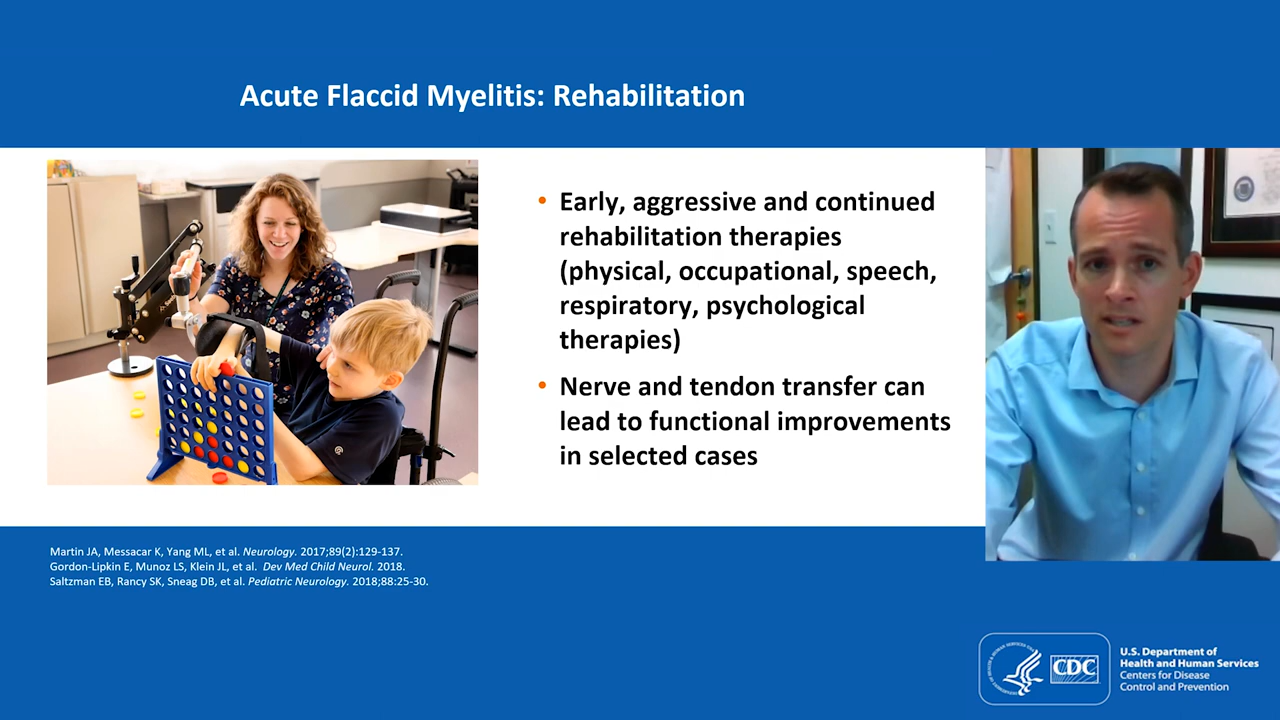 Acute Flaccid Myelitis: Rehabilitation
• Early, aggressive and continued
rehabilitation therapies
(physical, occupational, speech,
respiratory, psychological
therapies)
• Nerve and tendon transfer can
lead to functional improvements
in selected cases
Martin JA, Messacar K, Yang ML, et al. Neurology. 2017;89(2):129-137.
Gordon-Lipkin E, Munoz LS, Klein JL, et al. Dev Med Child Neurol. 2018.
Saltzman EB, Rancy SK, Sneag DB, et al. Pediatric Neurology. 2018;88:25-30.
CDC
U.S. Department of
Health and Human Services
Centers for Disease
Control and Prevention